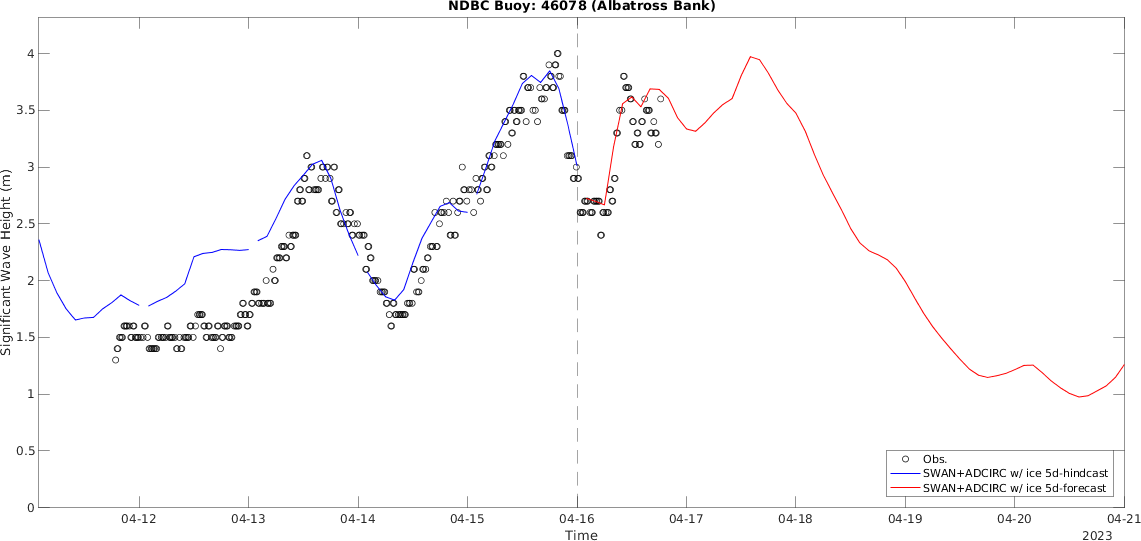 NDBC Buoy: 46078 (Albatross Bank)
Significant Wave Height (m)
4
3.5
3
2.5
2
1.5
1
0.5
0
04-12 04-13 04-14 04-15 04-16 04-17 04-18 04-19 04-20 04-21
Time
2023
Obs.
SWAN+ADCIRC w/ ice 5d-hindcast
SWAN+ADCIRC w/ ice 5d-forecast